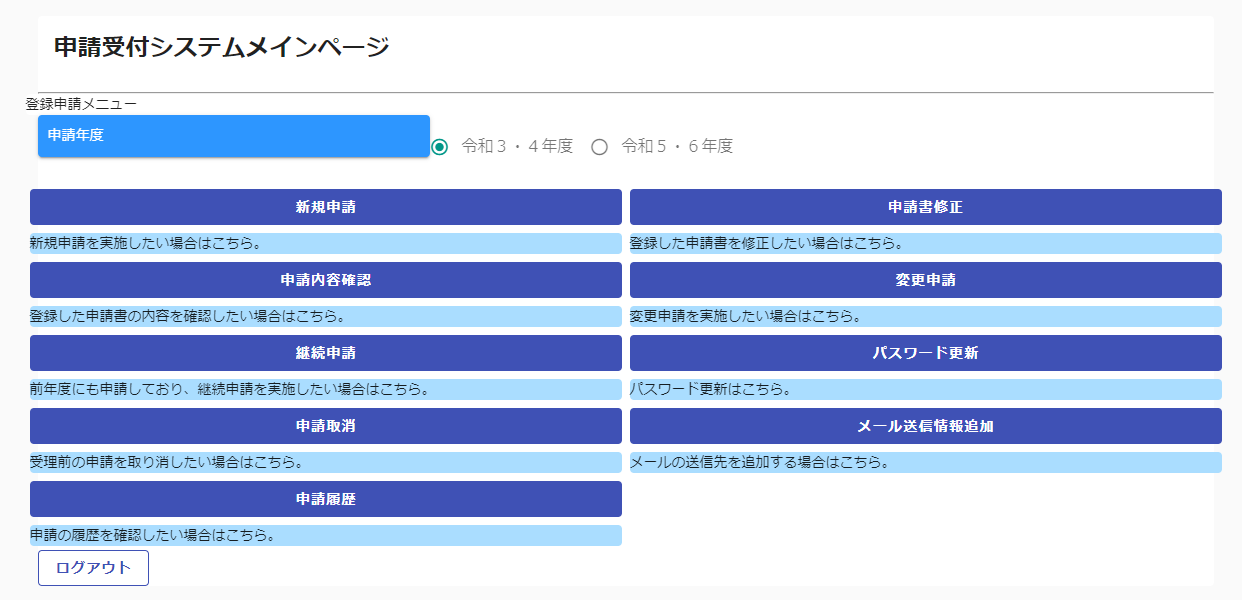 申請受付システムメインページ
登録申請メニュー
申請年度
令和３・４年度 令和５・６年度
新規申請 申請書修正
新規申請を実施したい場合はこちら。 登録した申請書を修正したい場合はこちら。
申請内容確認 変更申請
登録した申請書の内容を確認したい場合はこちら。 変更申請を実施したい場合はこちら。
継続申請 パスワード更新
前年度にも申請しており、継続申請を実施したい場合はこちら。 パスワード更新はこちら。
申請取消 メール送信情報追加
受理前の申請を取り消したい場合はこちら。 メールの送信先を追加する場合はこちら。
申請履歴
申請の履歴を確認したい場合はこちら。
ログアウト